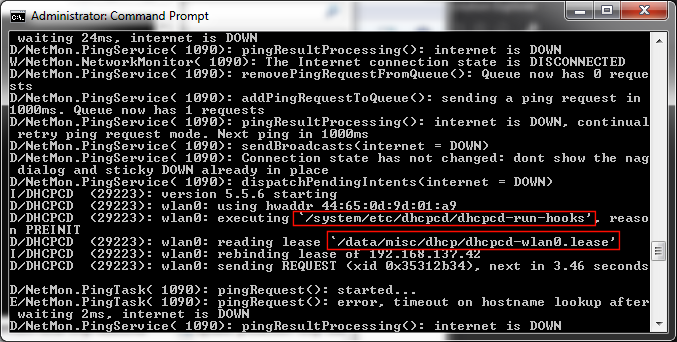 Administrator: Command Prompt
waiting 24ms, internet is DOWN
D/NetMon.PingService( 1090): pingResultProcessing(): internet is DOWN
W/NetMon.NetworkMonitor( 1090): The Internet connection state is DISCONNECTED
D/NetMon.PingService( 1090): removePingRequestFromQueue(): Queue now has 0 reque
sts
D/NetMon.PingService( 1090): addPingRequestToQueue(): sending a ping request in
1000ms. Queue now has 1 requests
D/NetMon.PingService( 1090): pingResultProcessing(): internet is DOWN, continual
retry ping request mode. Next ping in 1000ms
D/NetMon.PingService( 1090): sendBroadcasts(internet = DOWN)
D/NetMon.PingService( 1090): Connection state has not changed: dont show the nag
dialog and sticky DOWN already in place
D/NetMon.PingService( 1090): dispatchPendingIntents(internet = DOWN)
I/DHCPCD (29223): version 5.5.6 starting
D/DHCPCD (29223): wlan0: using hwaddr 44:65:0d:9d:01:a9
D/DHCPCD (29223): wlan0: executing `/system/etc/dhcpcd/dhcpcd-run-hooks', reaso
n PREINIT
D/DHCPCD (29223): wlan0: reading lease `/data/misc/dhcp/dhcpcd-wlan0.lease'
I/DHCPCD (29223): wlan0: rebinding lease of 192.168.137.42
D/DHCPCD (29223): wlan0: sending REQUEST (xid 0x35312b34), next in 3.46 seconds
D/NetMon.PingTask( 1090): pingRequest(): started...
E/NetMon.PingTask( 1090): pingRequest(): error, timeout on hostname lookup after
waiting 2ms, internet is DOWN
D/NetMon.PingService( 1090): pingResultProcessing(): internet is DOWN